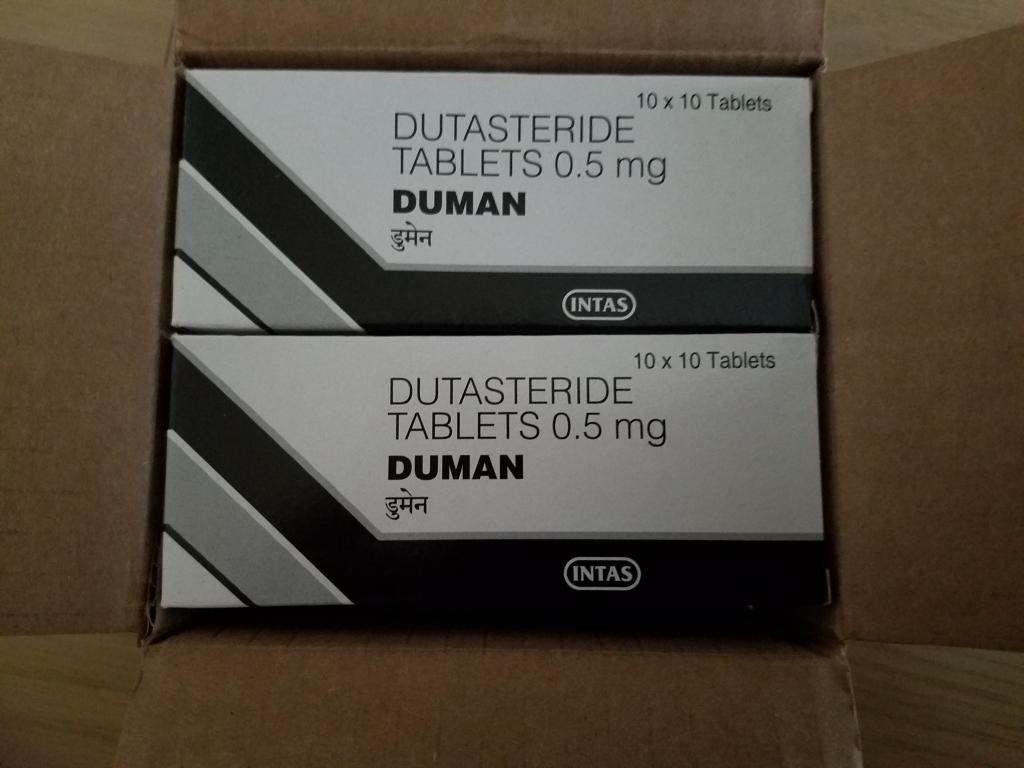 10 x 10 Tablets
DUTASTERIDE
TABLETS 0.5 mg
DUMAN
डुमेन
INTAS
10 x 10 Tablets
DUTASTERIDE
TABLETS 0.5 mg
DUMAN
डुमेन
INTAS